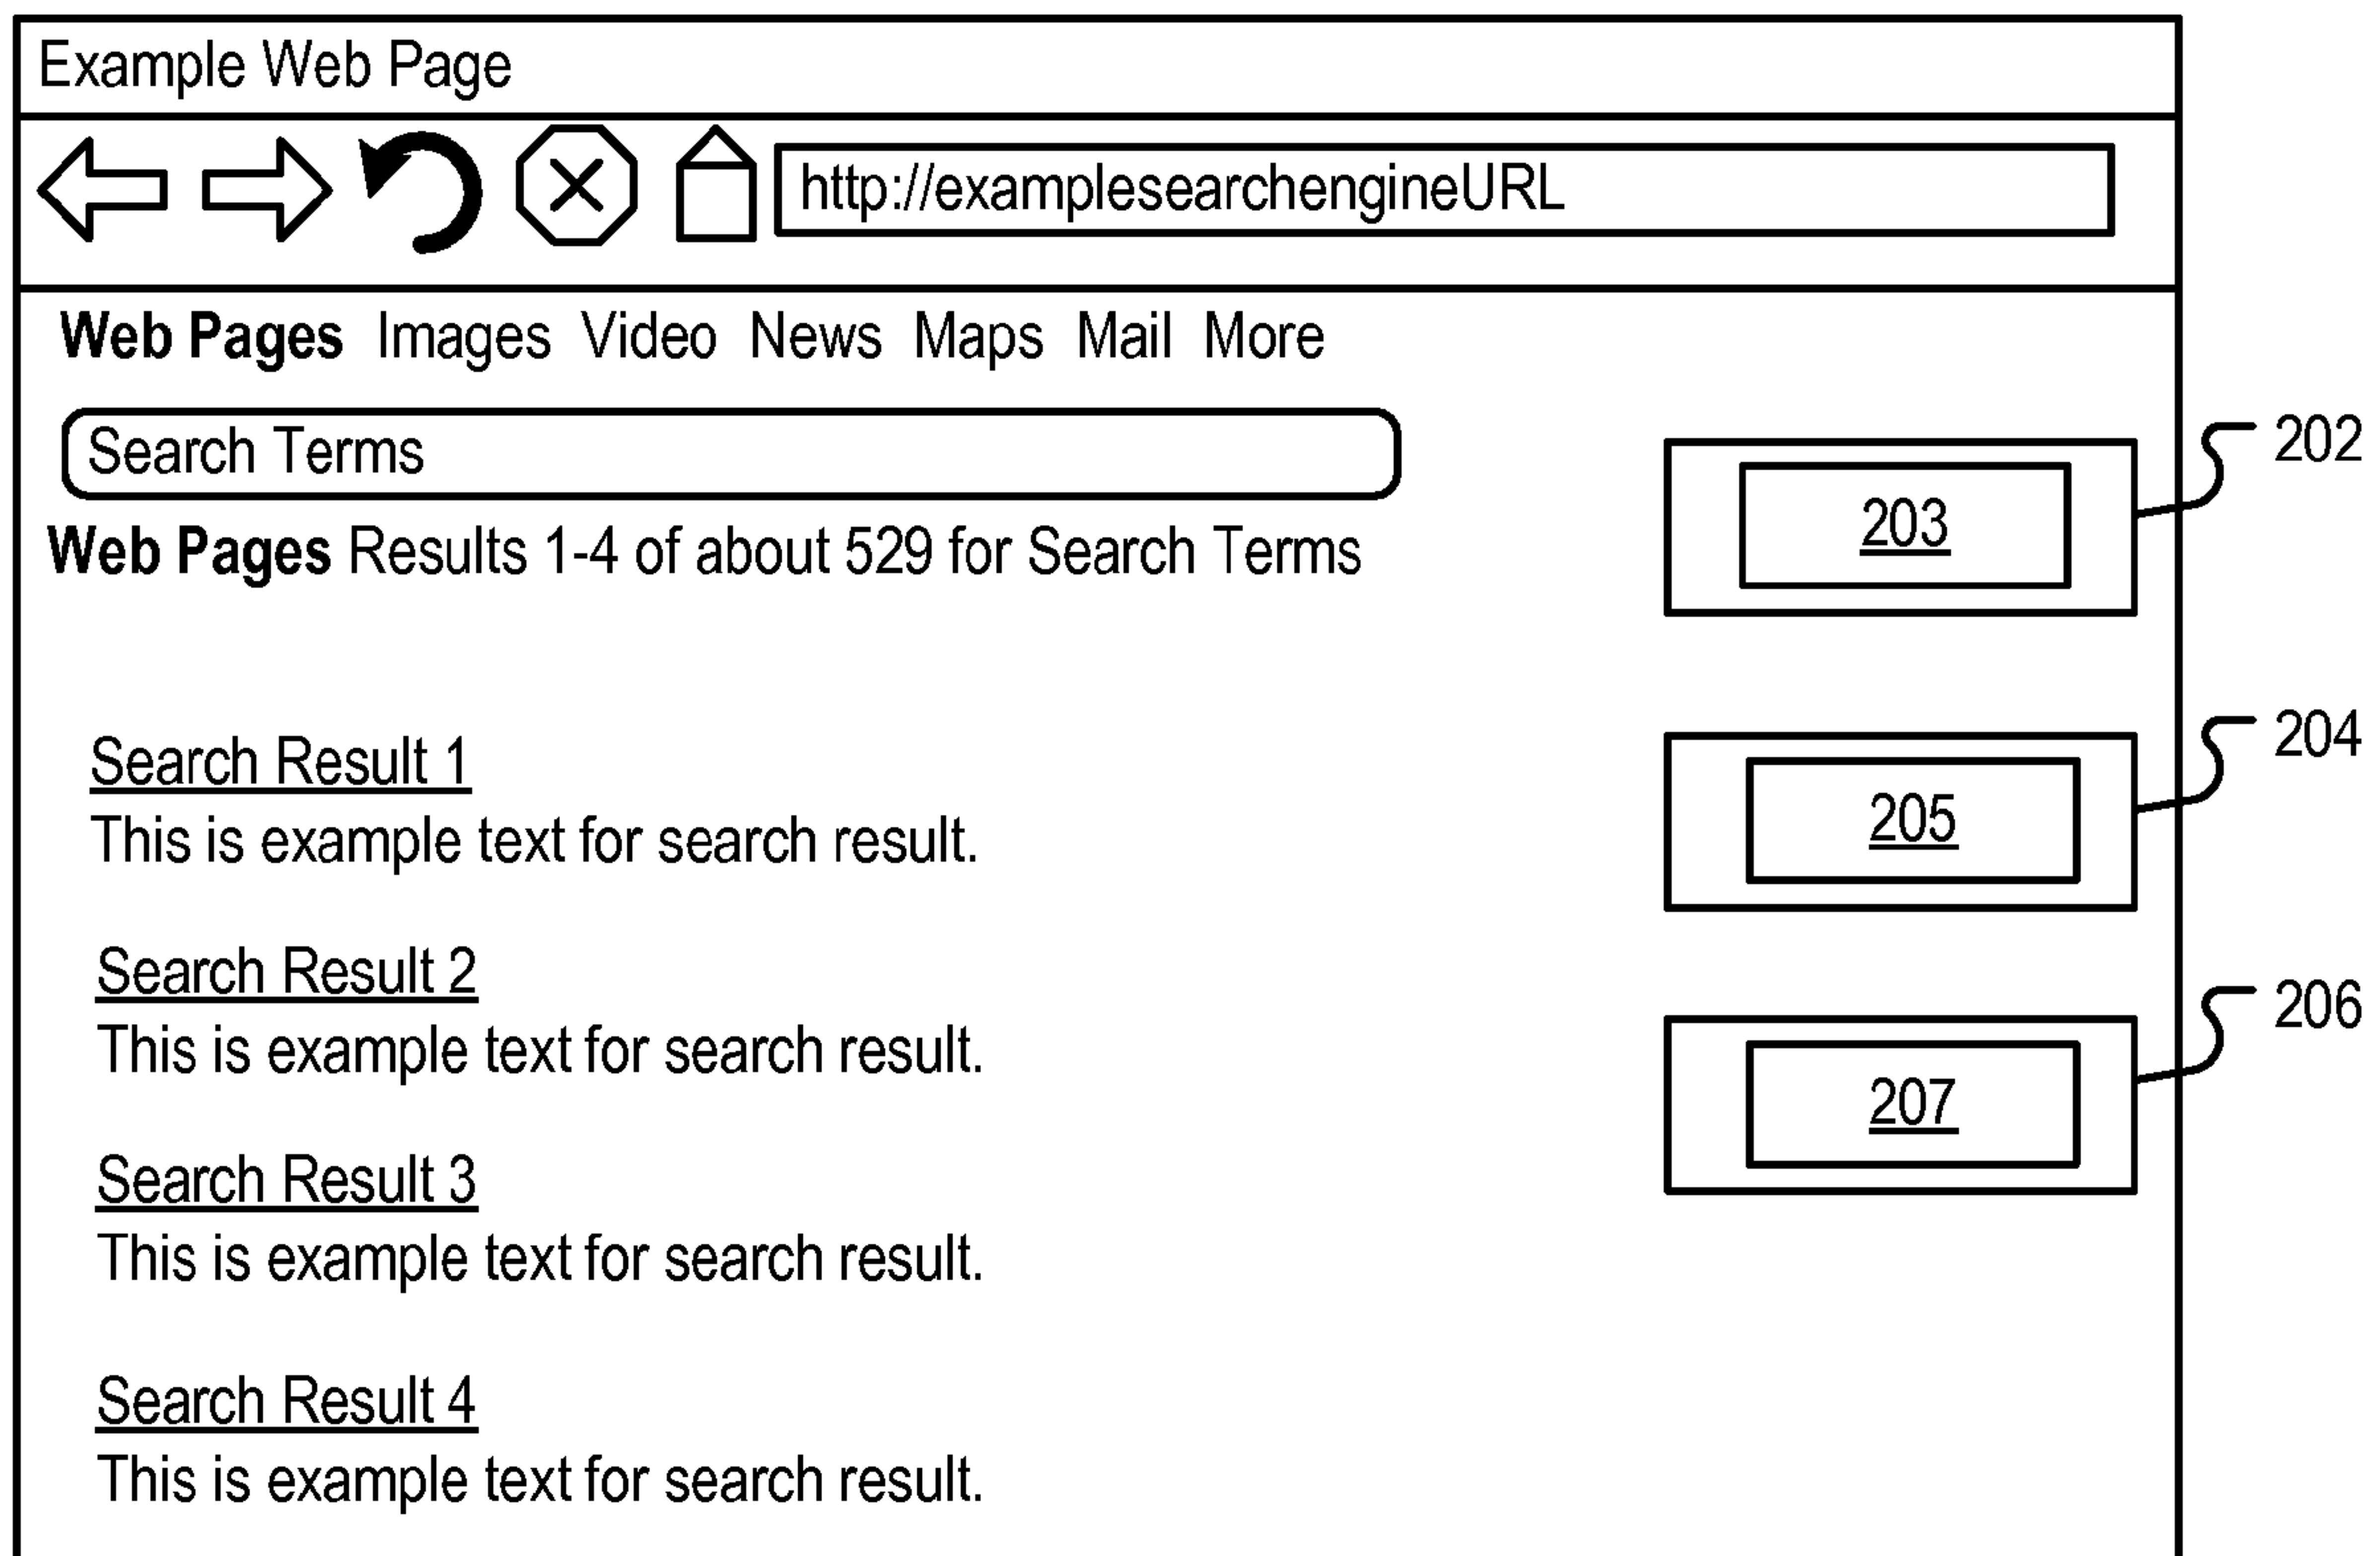 Example Web Page
http://examplesearchengineURL
Web Pages Images Video News Maps Mail More
Search Terms
Web Pages Results 1-4 of about 529 for Search Terms
Search Result 1
This is example text for search result.
Search Result 2
This is example text for search result.
Search Result 3
This is example text for search result.
Search Result 4
This is example text for search result.
202
203
204
205
206
207